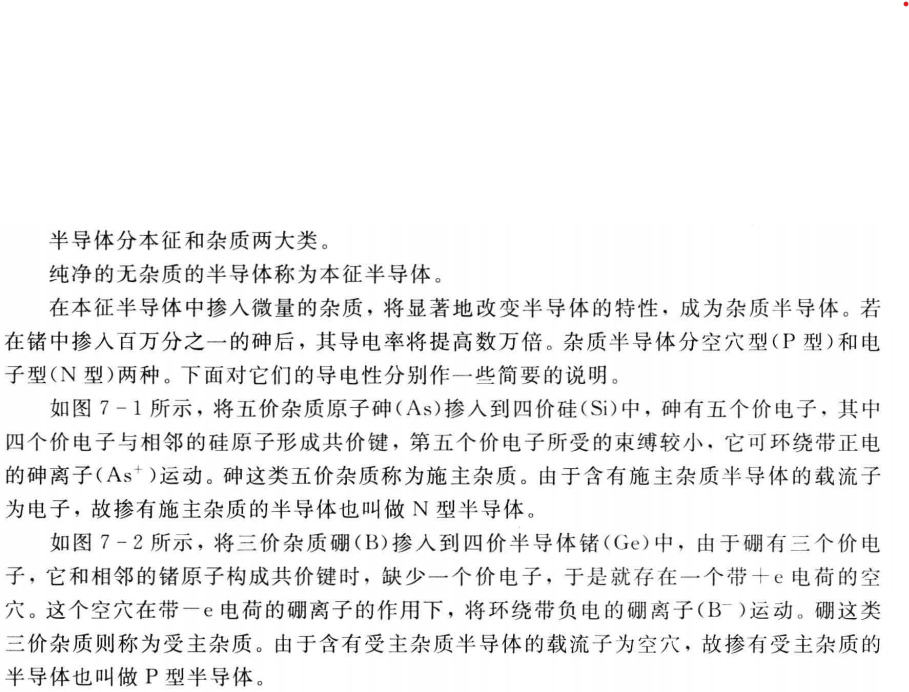 半导体分本征和杂质两大类。
纯净的无杂质的半导体称为本征半导体。
在本征半导体中掺入微量的杂质，将显著地改变半导体的特性，成为杂质半导体。若
在锗中掺入百万分之一的砷后，其导电率将提高数万倍。杂质半导体分空穴型(P 型)和电
子型(N 型)两种。下面对它们的导电性分别作一些简要的说明。
如图 7-1 所示，将五价杂质原子砷(As)掺入到四价硅(Si)中，砷有五个价电子，其中
四个价电子与相邻的硅原子形成共价键，第五个价电子所受的束缚较小，它可环绕带正电
的砷离子(As⁺)运动。砷这类五价杂质称为施主杂质。由于含有施主杂质半导体的载流子
为电子，故掺有施主杂质的半导体也叫做 N 型半导体。
如图 7-2 所示，将三价杂质硼(B)掺入到四价半导体锗(Ge)中，由于硼有三个价电
子，它和相邻的锗原子构成共价键时，缺少一个价电子，于是就存在一个带＋e 电荷的空
穴。这个空穴在带－e 电荷的硼离子的作用下，将环绕带负电的硼离子(B⁻)运动。硼这类
三价杂质则称为受主杂质。由于含有受主杂质半导体的载流子为空穴，故掺有受主杂质的
半导体也叫做 P 型半导体。